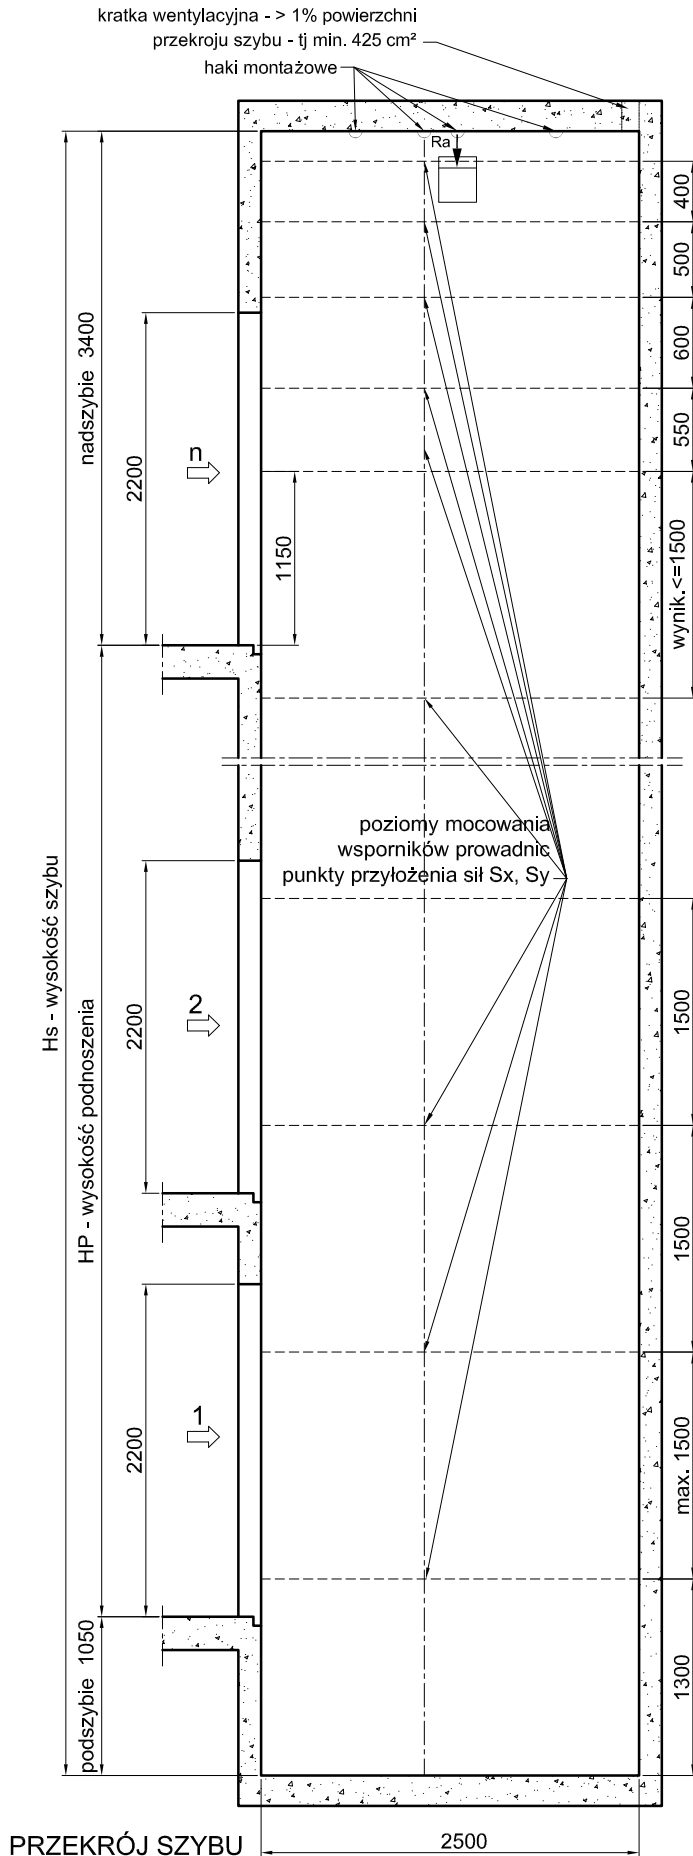 kratka wentylacyjna - > 1% powierzchni
przekroju szybu - tj min. 425 cm²
haki montażowe
Ra
400
500
600
550
wynik.<=1500
nadszybie 3400
2200
n
1150
poziomy mocowania
wsporników prowadnic
punkty przyłożenia sił Sx, Sy
Hs - wysokość szybu
HP - wysokość podnoszenia
2200
2
1500
1500
2200
1
max. 1500
podszybie 1050
1300
PRZEKRÓJ SZYBU
2500